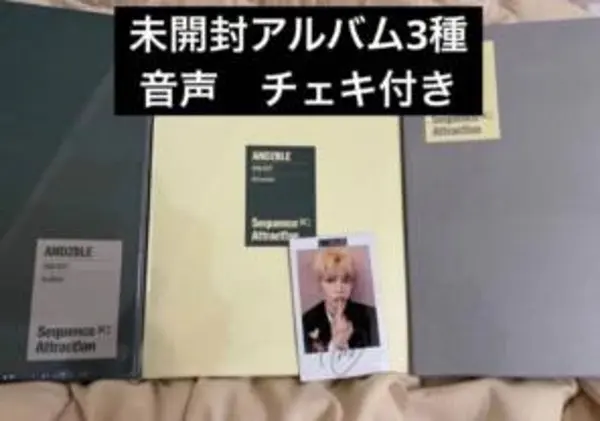 未開封アルバム3種
音声　チェキ付き
AND2BLE
Sequence
Attraction
AND2BLE
Sequence
Attraction
Sequence
Attraction